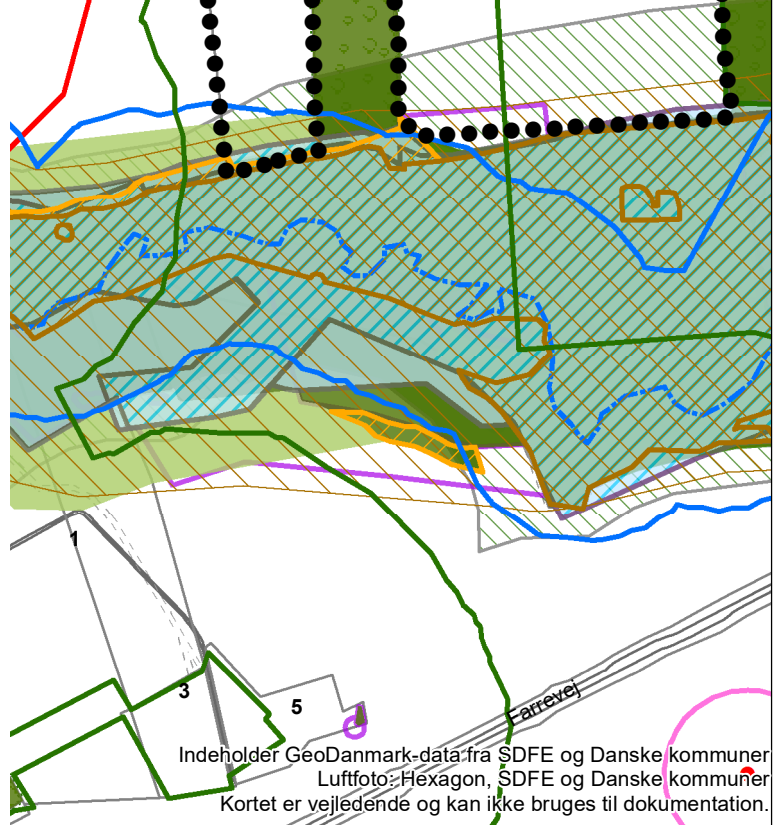 1
3
5
Farrevej
Indeholder GeoDanmark-data fra SDFE og Danske kommuner
Luftfoto: Hexagon, SDFE og Danske kommuner
Kortet er vejledende og kan ikke bruges til dokumentation.